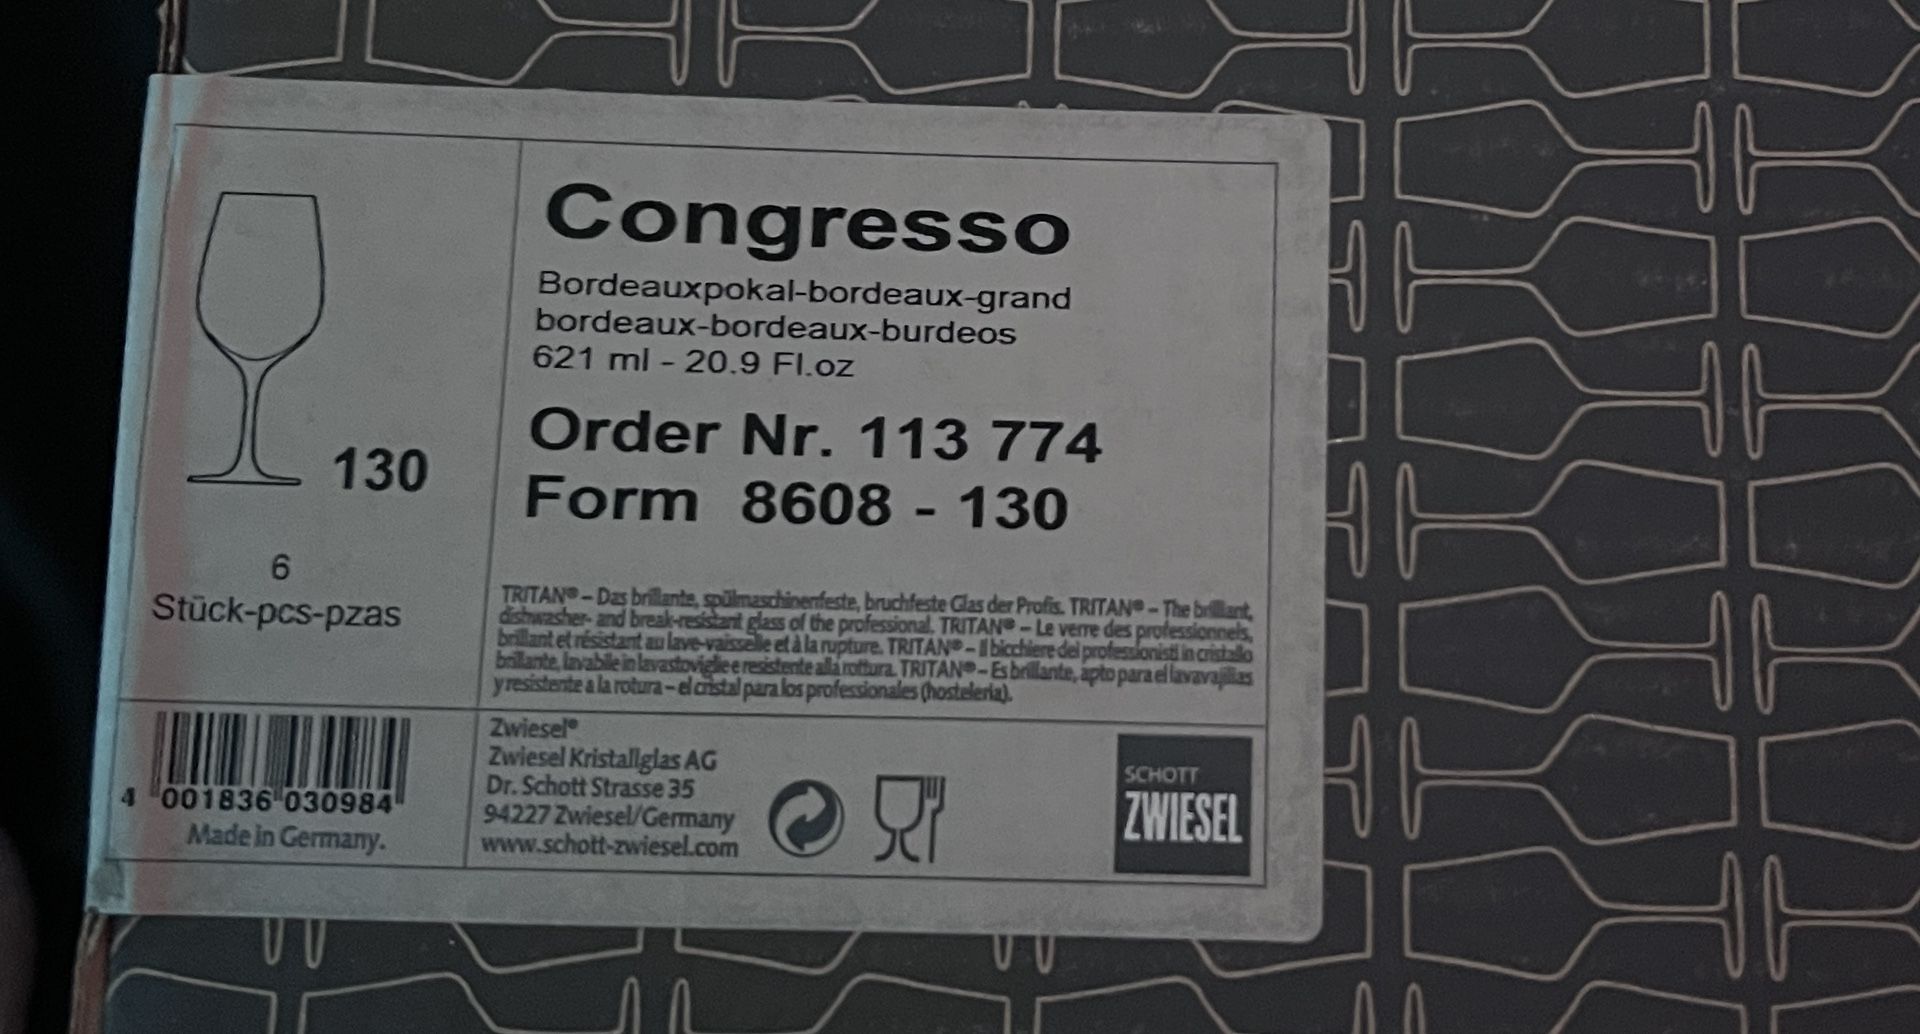 Congresso
Bordeauxpokal-bordeaux-grand
bordeaux-bordeaux-burdeos
621 ml - 20.9 Fl.oz
Order Nr. 113 774
Form 8608 - 130
130
6
Stück-pcs-pzas
TRITAN® – Das brillante, spülmaschinenfeste, bruchfeste Glas der Profis. TRITAN® – The brilliant,
dishwasher- and break-resistant glass of the professional. TRITAN® – Le verre des professionnels,
brillant et résistant au lave-vaisselle et à la rupture. TRITAN® – Il bicchiere dei professionisti in cristallo
brillante, lavabile in lavastoviglie e resistente alla rottura. TRITAN® – Es brillante, apto para el lavavajillas
y resistente a la rotura – el cristal para los professionales (hostelería).
4 001836 030984
Made in Germany.
Zwiesel®
Zwiesel Kristallglas AG
Dr. Schott Strasse 35
94227 Zwiesel/Germany
www.schott-zwiesel.com
SCHOTT
ZWIESEL